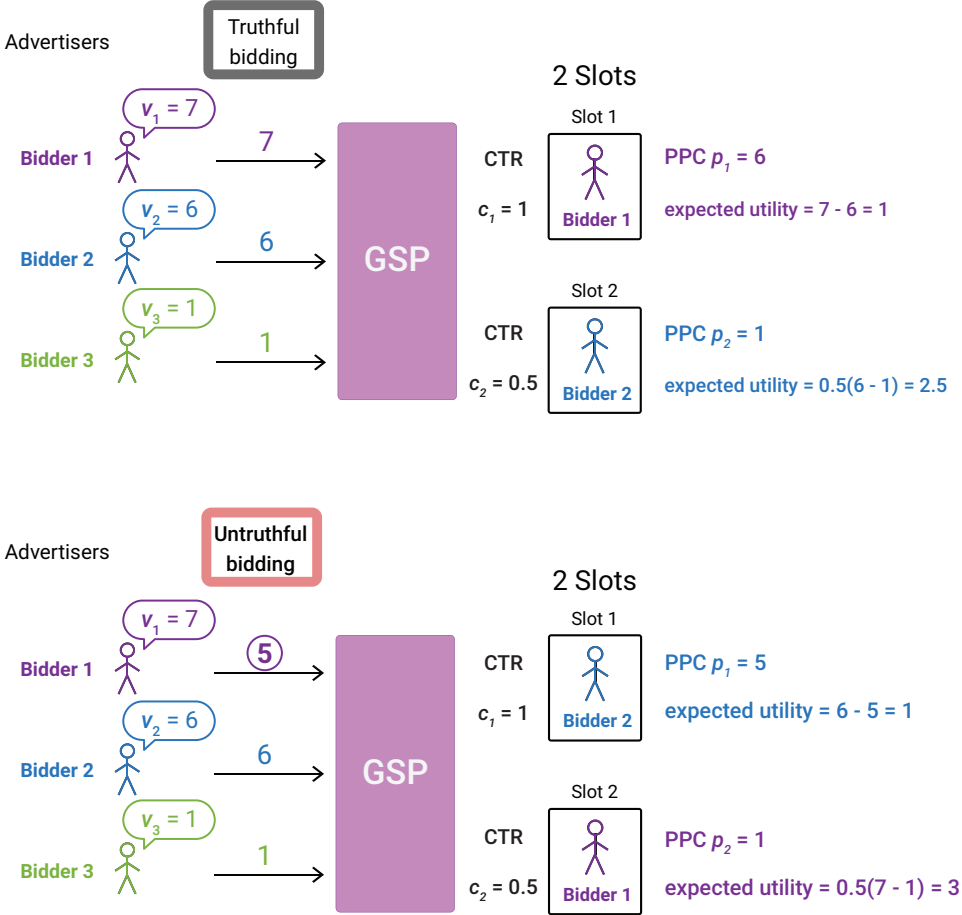 Truthful
bidding
Advertisers
2 Slots
v₁ = 7
Slot 1
Bidder 1
7
CTR
PPC p₁ = 6
c₁ = 1
Bidder 1
expected utility = 7 - 6 = 1
v₂ = 6
Bidder 2
6
GSP
Slot 2
v₃ = 1
Bidder 3
1
CTR
PPC p₂ = 1
c₂ = 0.5
Bidder 2
expected utility = 0.5(6 - 1) = 2.5
Untruthful
bidding
Advertisers
2 Slots
v₁ = 7
Slot 1
Bidder 1
5
CTR
PPC p₁ = 5
c₁ = 1
Bidder 2
expected utility = 6 - 5 = 1
v₂ = 6
Bidder 2
6
GSP
Slot 2
v₃ = 1
Bidder 3
1
CTR
PPC p₂ = 1
c₂ = 0.5
Bidder 1
expected utility = 0.5(7 - 1) = 3